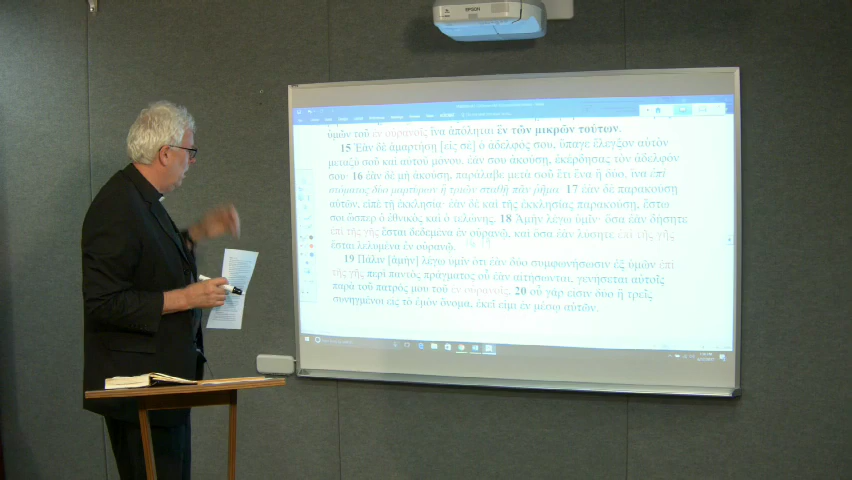 EPSON
ὑμῶν τοῦ ἐν οὐρανοῖς ἵνα ἀπόληται ἓν τῶν μικρῶν τούτων.
15 Ἐὰν δὲ ἁμαρτήσῃ [εἰς σὲ] ὁ ἀδελφός σου, ὕπαγε ἔλεγξον αὐτὸν
μεταξὺ σοῦ καὶ αὐτοῦ μόνου. ἐάν σου ἀκούσῃ, ἐκέρδησας τὸν ἀδελφόν
σου· 16 ἐὰν δὲ μὴ ἀκούσῃ, παράλαβε μετὰ σοῦ ἔτι ἕνα ἢ δύο, ἵνα ἐπὶ
στόματος δύο μαρτύρων ἢ τριῶν σταθῇ πᾶν ῥῆμα· 17 ἐὰν δὲ παρακούσῃ
αὐτῶν, εἰπὲ τῇ ἐκκλησίᾳ· ἐὰν δὲ καὶ τῆς ἐκκλησίας παρακούσῃ, ἔστω
σοι ὥσπερ ὁ ἐθνικὸς καὶ ὁ τελώνης. 18 Ἀμὴν λέγω ὑμῖν· ὅσα ἐὰν δήσητε
ἐπὶ τῆς γῆς ἔσται δεδεμένα ἐν οὐρανῷ, καὶ ὅσα ἐὰν λύσητε ἐπὶ τῆς γῆς
ἔσται λελυμένα ἐν οὐρανῷ.
19 Πάλιν [ἀμὴν] λέγω ὑμῖν ὅτι ἐὰν δύο συμφωνήσωσιν ἐξ ὑμῶν ἐπὶ
τῆς γῆς περὶ παντὸς πράγματος οὗ ἐὰν αἰτήσωνται, γενήσεται αὐτοῖς
παρὰ τοῦ πατρός μου τοῦ ἐν οὐρανοῖς. 20 οὗ γάρ εἰσιν δύο ἢ τρεῖς
συνηγμένοι εἰς τὸ ἐμὸν ὄνομα, ἐκεῖ εἰμι ἐν μέσῳ αὐτῶν.